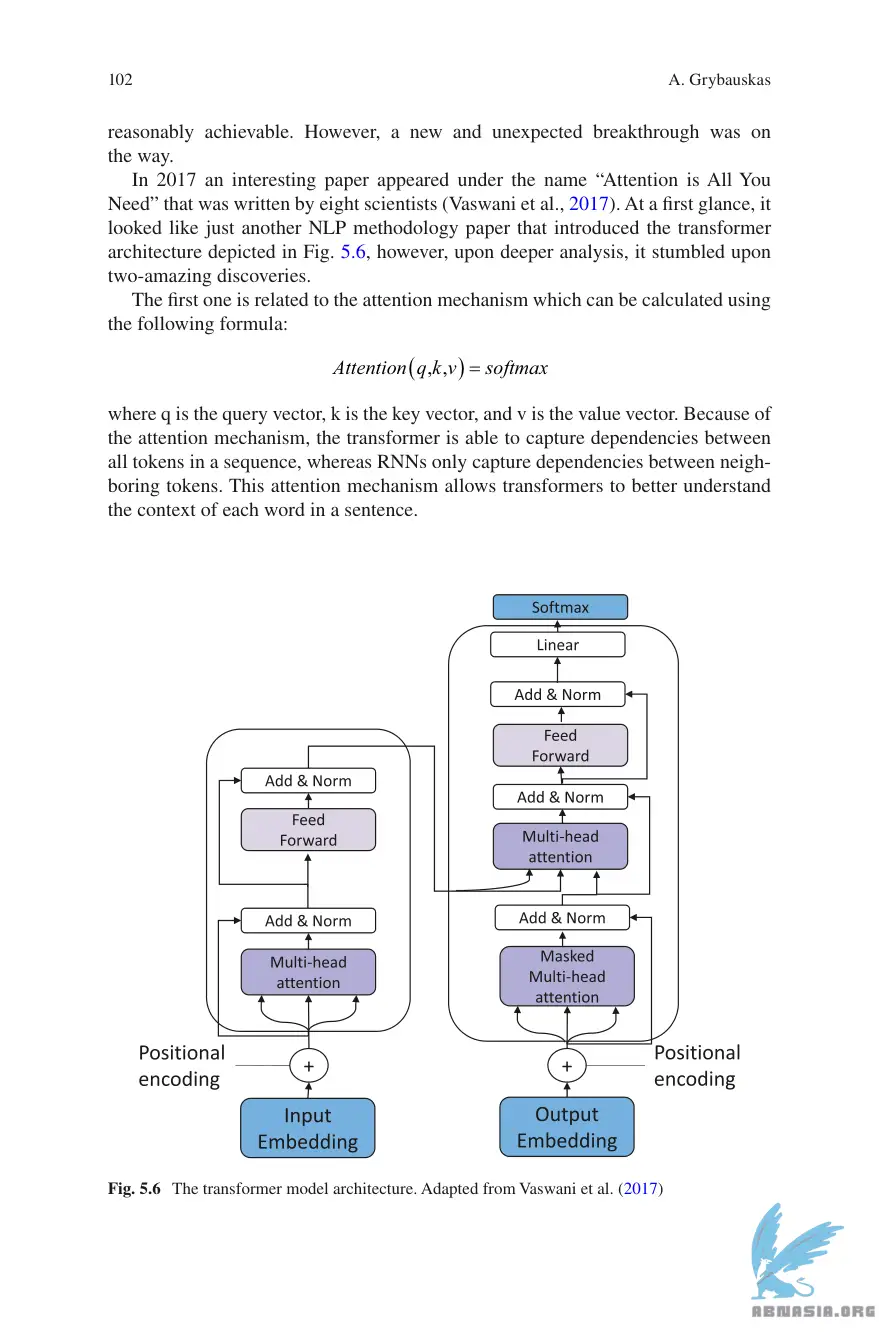 102
A. Grybauskas
reasonably achievable. However, a new and unexpected breakthrough was on
the way.
In 2017 an interesting paper appeared under the name “Attention is All You
Need” that was written by eight scientists (Vaswani et al., 2017). At a first glance, it
looked like just another NLP methodology paper that introduced the transformer
architecture depicted in Fig. 5.6, however, upon deeper analysis, it stumbled upon
two-amazing discoveries.
The first one is related to the attention mechanism which can be calculated using
the following formula:
Attention(q,k,v) = softmax
where q is the query vector, k is the key vector, and v is the value vector. Because of
the attention mechanism, the transformer is able to capture dependencies between
all tokens in a sequence, whereas RNNs only capture dependencies between neigh-
boring tokens. This attention mechanism allows transformers to better understand
the context of each word in a sentence.
Softmax
Linear
Add & Norm
Feed
Forward
Add & Norm
Multi-head
attention
Add & Norm
Masked
Multi-head
attention
Add & Norm
Feed
Forward
Add & Norm
Multi-head
attention
Positional
encoding
+
+
Positional
encoding
Input
Embedding
Output
Embedding
Fig. 5.6 The transformer model architecture. Adapted from Vaswani et al. (2017)
ABNASIA.ORG